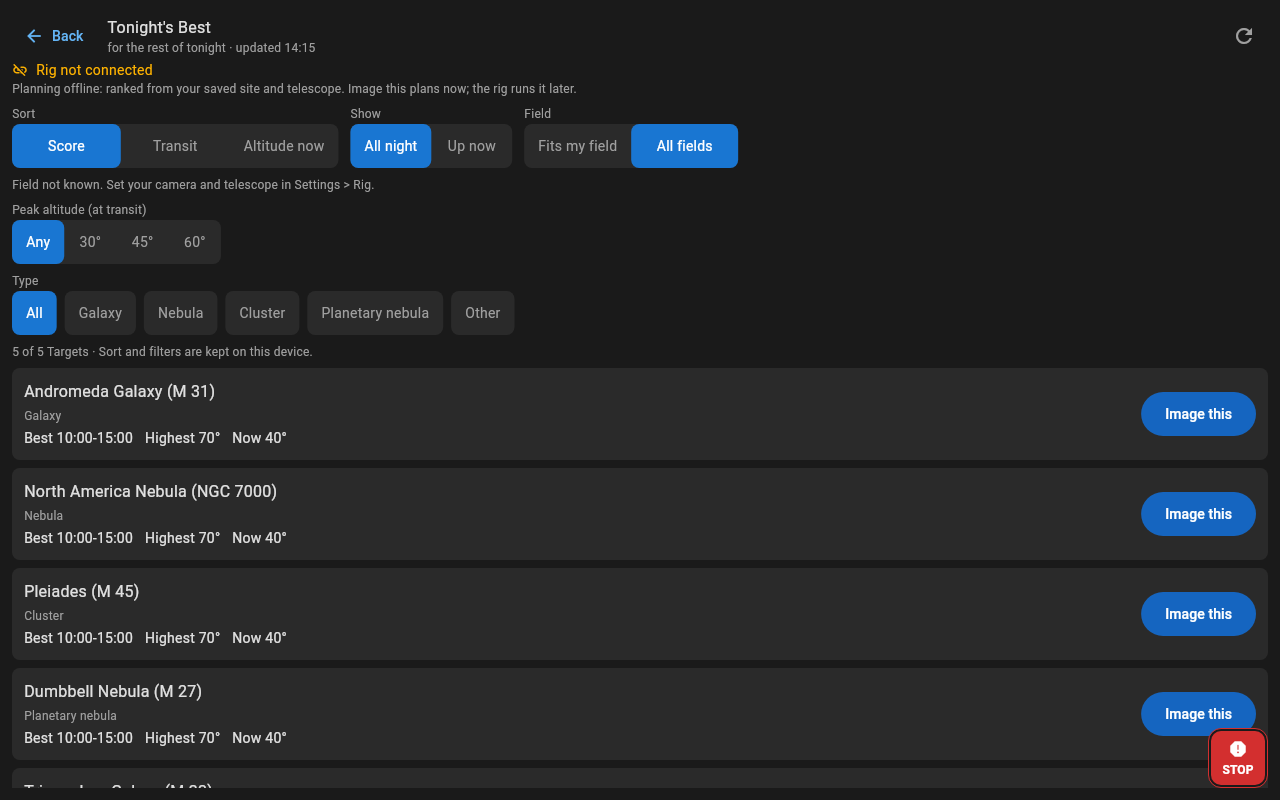 Back
Tonight's Best
for the rest of tonight · updated 14:15
Rig not connected
Planning offline: ranked from your saved site and telescope. Image this plans now; the rig runs it later.
Sort
Show
Field
Score
Transit
Altitude now
All night
Up now
Fits my field
All fields
Field not known. Set your camera and telescope in Settings > Rig.
Peak altitude (at transit)
Any
30°
45°
60°
Type
All
Galaxy
Nebula
Cluster
Planetary nebula
Other
5 of 5 Targets · Sort and filters are kept on this device.
Andromeda Galaxy (M 31)
Galaxy
Best 10:00-15:00 Highest 70° Now 40°
Image this
North America Nebula (NGC 7000)
Nebula
Best 10:00-15:00 Highest 70° Now 40°
Image this
Pleiades (M 45)
Cluster
Best 10:00-15:00 Highest 70° Now 40°
Image this
Dumbbell Nebula (M 27)
Planetary nebula
Best 10:00-15:00 Highest 70° Now 40°
Image this
STOP